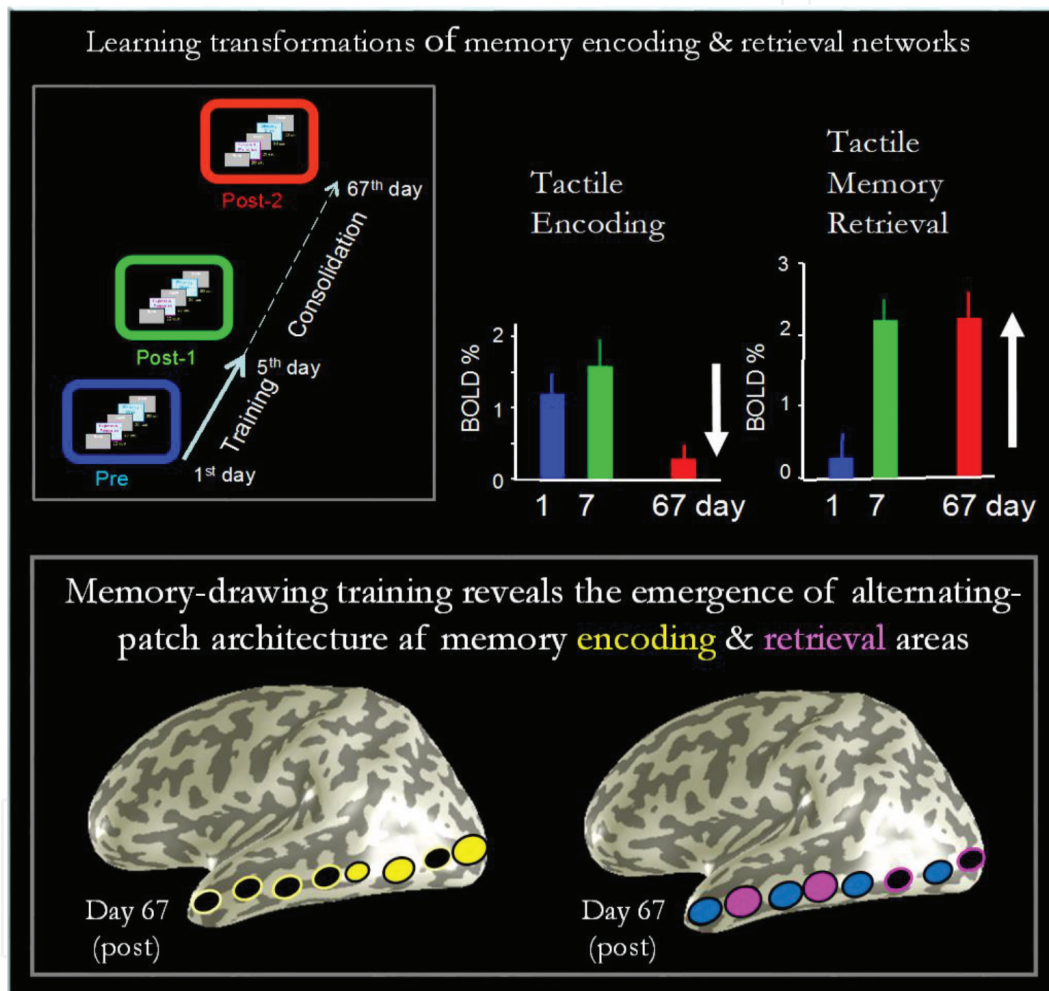 Learning transformations of memory encoding & retrieval networks
Post-2
67th day
Consolidation
Post-1
5th day
Training
Pre
1st day
Tactile
Encoding
BOLD %
2
1
0
1 7 67 day
Tactile
Memory
Retrieval
BOLD %
3
2
1
0
1 7 67 day
Memory-drawing training reveals the emergence of alternating-
patch architecture af memory encoding & retrieval areas
Day 67
(post)
Day 67
(post)